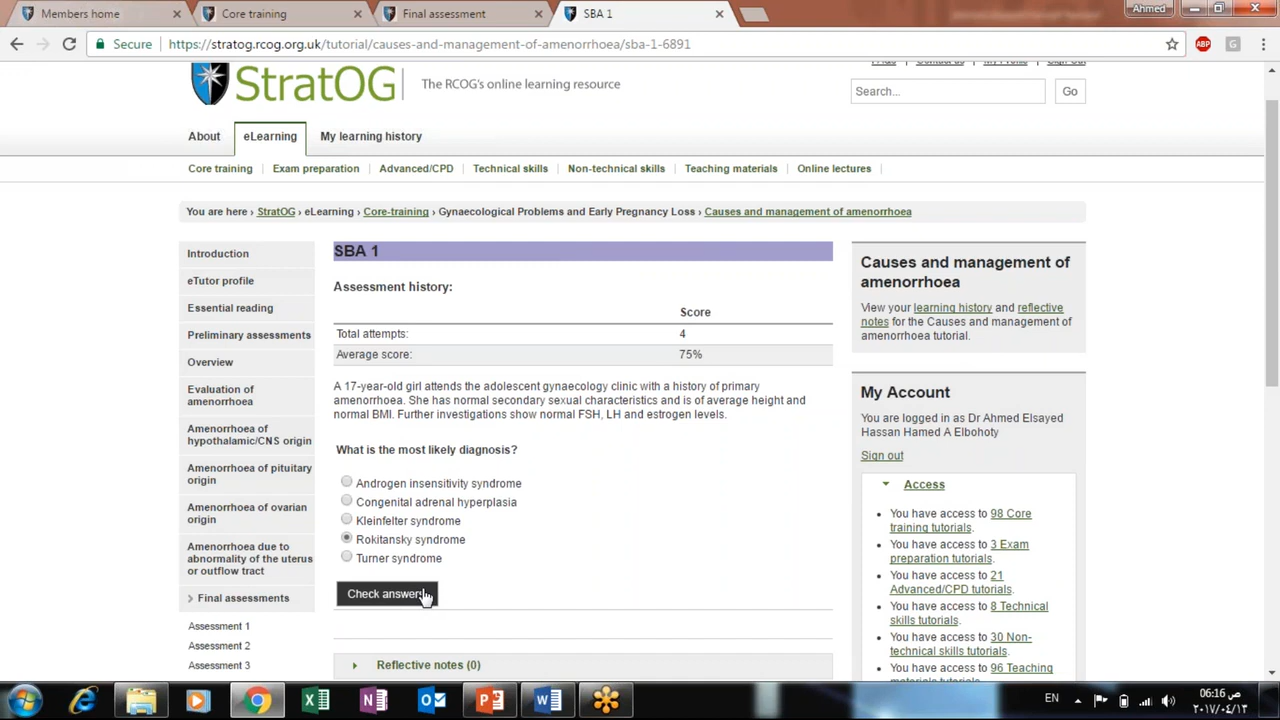 Members home
Core training
Final assessment
SBA 1
Ahmed
Secure
https://stratog.rcog.org.uk/tutorial/causes-and-management-of-amenorrhoea/sba-1-6891
ABP
G
FAQs
Contact us
My Profile
Sign Out
StratOG
The RCOG's online learning resource
Search...
Go
About
eLearning
My learning history
Core training
Exam preparation
Advanced/CPD
Technical skills
Non-technical skills
Teaching materials
Online lectures
You are here › StratOG › eLearning › Core-training › Gynaecological Problems and Early Pregnancy Loss › Causes and management of amenorrhoea
Introduction
eTutor profile
Essential reading
Preliminary assessments
Overview
Evaluation of
amenorrhoea
Amenorrhoea of
hypothalamic/CNS origin
Amenorrhoea of pituitary
origin
Amenorrhoea of ovarian
origin
Amenorrhoea due to
abnormality of the uterus
or outflow tract
Final assessments
Assessment 1
Assessment 2
Assessment 3
SBA 1
Assessment history:
Score
Total attempts: 4
Average score: 75%
A 17-year-old girl attends the adolescent gynaecology clinic with a history of primary
amenorrhoea. She has normal secondary sexual characteristics and is of average height and
normal BMI. Further investigations show normal FSH, LH and estrogen levels.
What is the most likely diagnosis?
Androgen insensitivity syndrome
Congenital adrenal hyperplasia
Kleinfelter syndrome
Rokitansky syndrome
Turner syndrome
Check answers
Reflective notes (0)
Causes and management of
amenorrhoea
View your learning history and reflective
notes for the Causes and management of
amenorrhoea tutorial.
My Account
You are logged in as Dr Ahmed Elsayed
Hassan Hamed A Elbohoty
Sign out
Access
You have access to 98 Core
training tutorials.
You have access to 3 Exam
preparation tutorials.
You have access to 21
Advanced/CPD tutorials.
You have access to 8 Technical
skills tutorials.
You have access to 30 Non-
technical skills tutorials.
You have access to 96 Teaching
EN
06:16 ص
٢٠١٧/٠٤/١٣